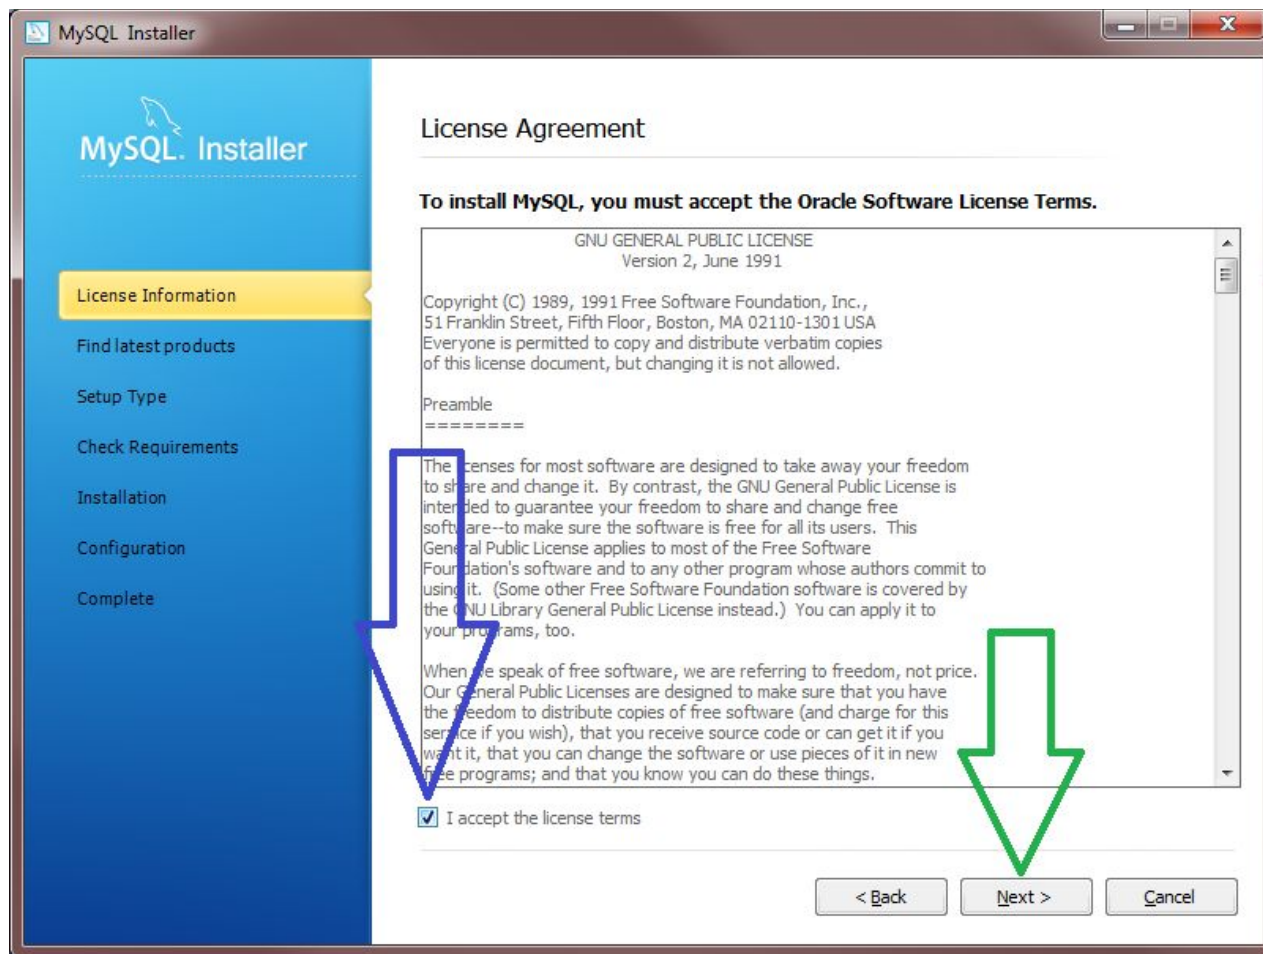 MySQL Installer
MySQL. Installer
License Information
Find latest products
Setup Type
Check Requirements
Installation
Configuration
Complete
License Agreement
To install MySQL, you must accept the Oracle Software License Terms.
GNU GENERAL PUBLIC LICENSE
Version 2, June 1991
Copyright (C) 1989, 1991 Free Software Foundation, Inc.,
51 Franklin Street, Fifth Floor, Boston, MA 02110-1301 USA
Everyone is permitted to copy and distribute verbatim copies
of this license document, but changing it is not allowed.
Preamble
========
The licenses for most software are designed to take away your freedom
to share and change it.  By contrast, the GNU General Public License is
intended to guarantee your freedom to share and change free
software--to make sure the software is free for all its users.  This
General Public License applies to most of the Free Software
Foundation's software and to any other program whose authors commit to
using it.  (Some other Free Software Foundation software is covered by
the GNU Library General Public License instead.)  You can apply it to
your programs, too.
When we speak of free software, we are referring to freedom, not price.
Our General Public Licenses are designed to make sure that you have
the freedom to distribute copies of free software (and charge for this
service if you wish), that you receive source code or can get it if you
want it, that you can change the software or use pieces of it in new
free programs; and that you know you can do these things.
I accept the license terms
< Back
Next >
Cancel